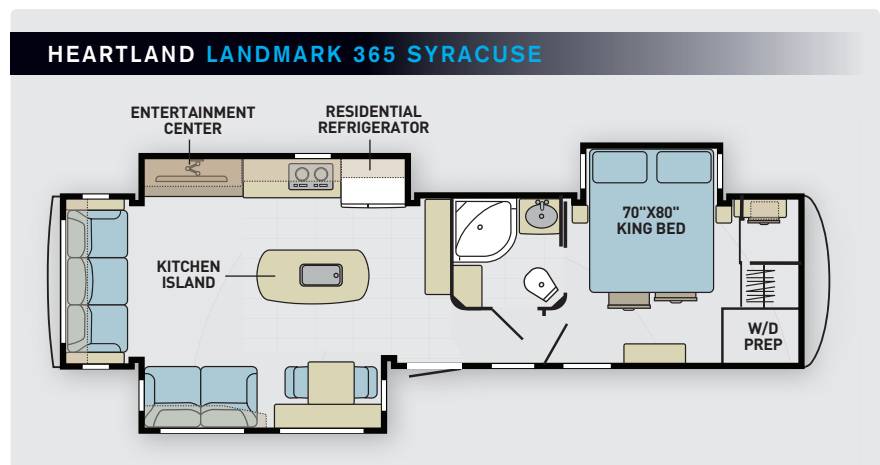 HEARTLAND LANDMARK 365 SYRACUSE
ENTERTAINMENT
CENTER
RESIDENTIAL
REFRIGERATOR
70"X80"
KING BED
KITCHEN
ISLAND
W/D
PREP